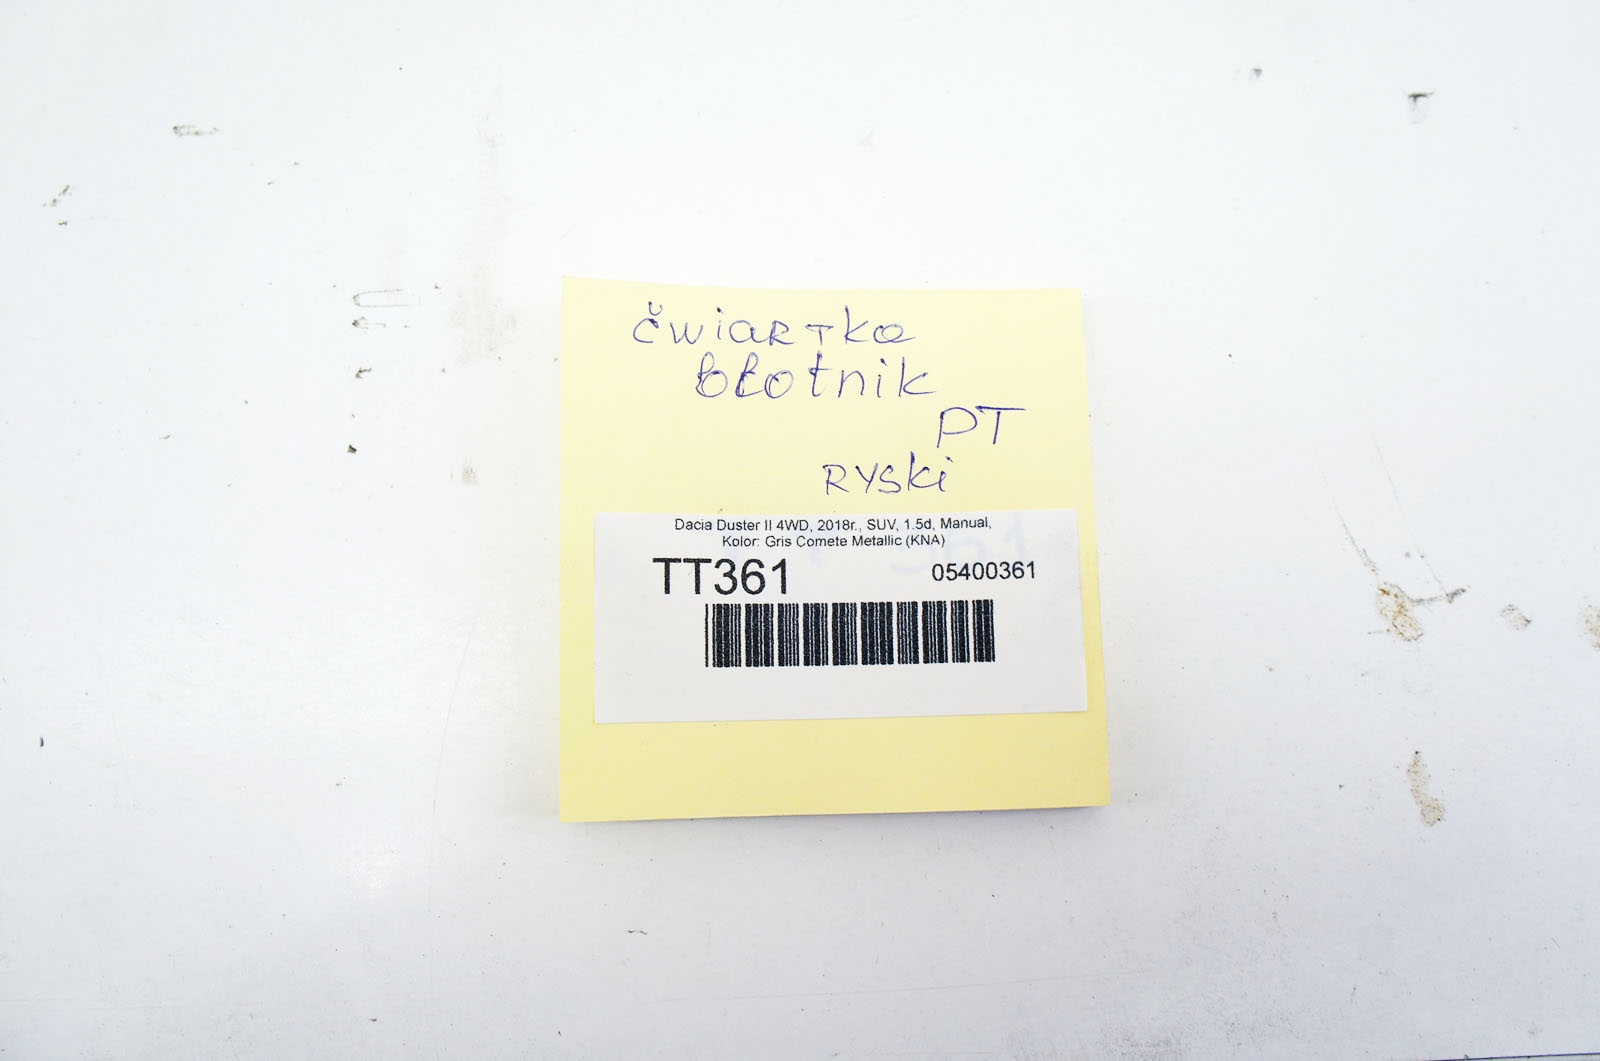 čwiartka
błotnik
PT
RYSki
Dacia Duster II 4WD, 2018r., SUV, 1.5d, Manual,
Kolor: Gris Comete Metallic (KNA)
TT361
05400361